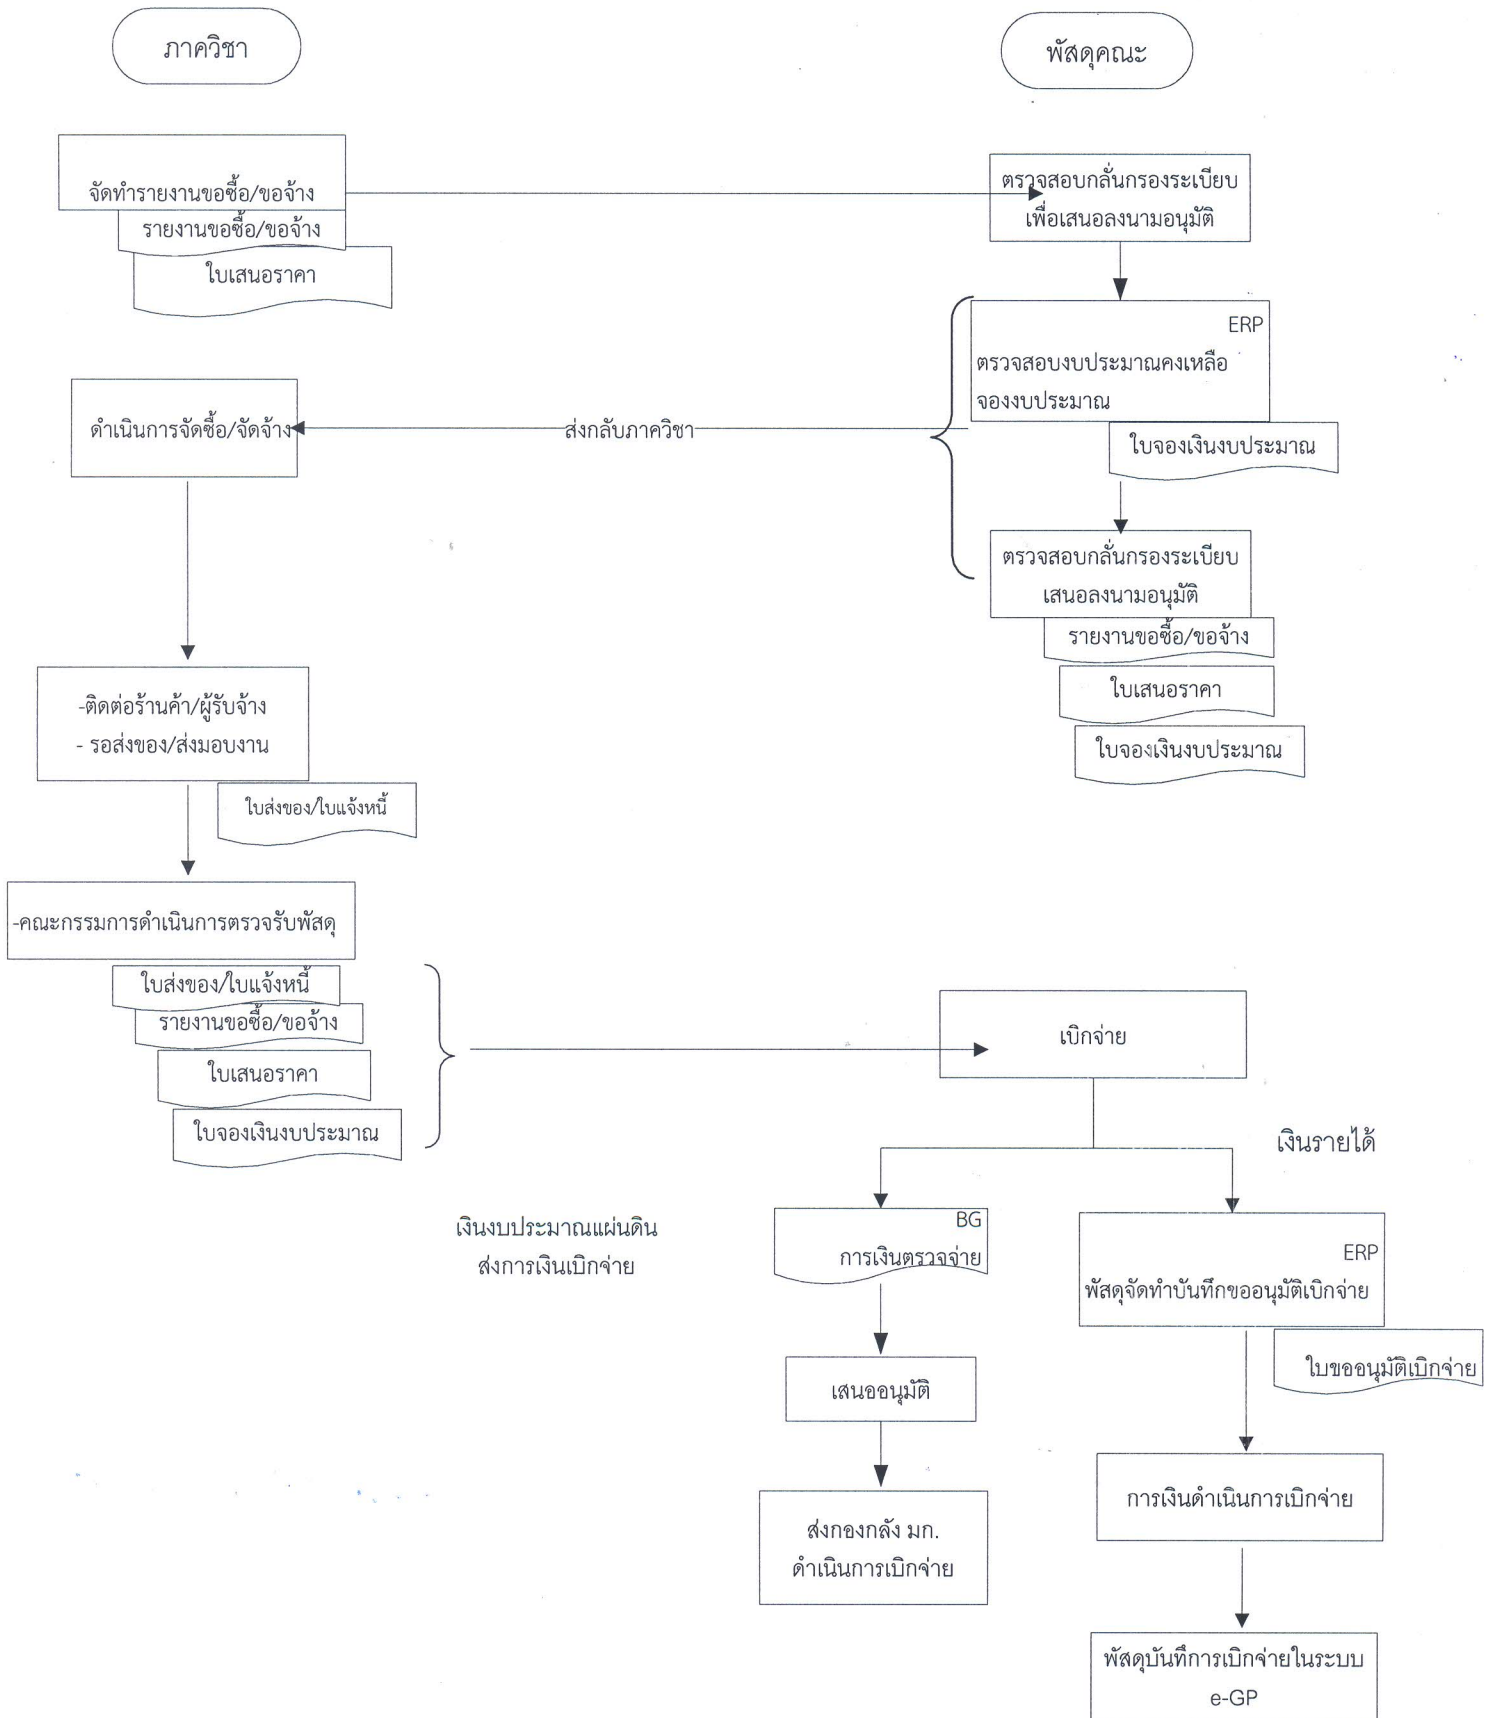 ภาควิชา
พัสดุคณะ
จัดทำรายงานขอซื้อ/ขอจ้าง
รายงานขอซื้อ/ขอจ้าง
ใบเสนอราคา
ตรวจสอบกลั่นกรองระเบียบ
เพื่อเสนอลงนามอนุมัติ
ERP
ตรวจสอบงบประมาณคงเหลือ
จองงบประมาณ
ใบจองเงินงบประมาณ
ส่งกลับภาควิชา
ดำเนินการจัดซื้อ/จัดจ้าง
ตรวจสอบกลั่นกรองระเบียบ
เสนอลงนามอนุมัติ
รายงานขอซื้อ/ขอจ้าง
ใบเสนอราคา
ใบจองเงินงบประมาณ
-ติดต่อร้านค้า/ผู้รับจ้าง
- รอส่งของ/ส่งมอบงาน
ใบส่งของ/ใบแจ้งหนี้
-คณะกรรมการดำเนินการตรวจรับพัสดุ
ใบส่งของ/ใบแจ้งหนี้
รายงานขอซื้อ/ขอจ้าง
ใบเสนอราคา
ใบจองเงินงบประมาณ
เบิกจ่าย
เงินรายได้
เงินงบประมาณแผ่นดิน
ส่งการเงินเบิกจ่าย
BG
การเงินตรวจจ่าย
เสนออนุมัติ
ส่งกองกลัง มก.
ดำเนินการเบิกจ่าย
ERP
พัสดุจัดทำบันทึกขออนุมัติเบิกจ่าย
ใบขออนุมัติเบิกจ่าย
การเงินดำเนินการเบิกจ่าย
พัสดุบันทึการเบิกจ่ายในระบบ
e-GP